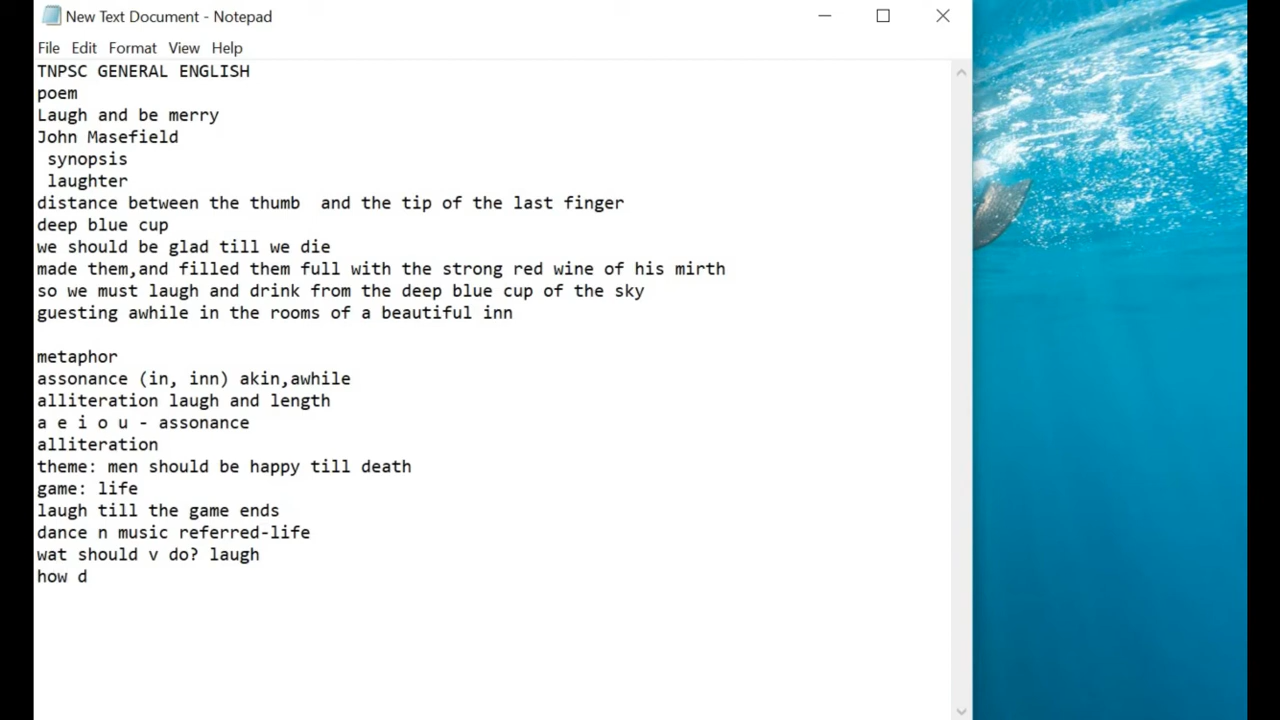 New Text Document - Notepad
File Edit Format View Help
TNPSC GENERAL ENGLISH
poem
Laugh and be merry
John Masefield
synopsis
laughter
distance between the thumb  and the tip of the last finger
deep blue cup
we should be glad till we die
made them,and filled them full with the strong red wine of his mirth
so we must laugh and drink from the deep blue cup of the sky
guesting awhile in the rooms of a beautiful inn
metaphor
assonance (in, inn) akin,awhile
alliteration laugh and length
a e i o u - assonance
alliteration
theme: men should be happy till death
game: life
laugh till the game ends
dance n music referred-life
wat should v do? laugh
how d